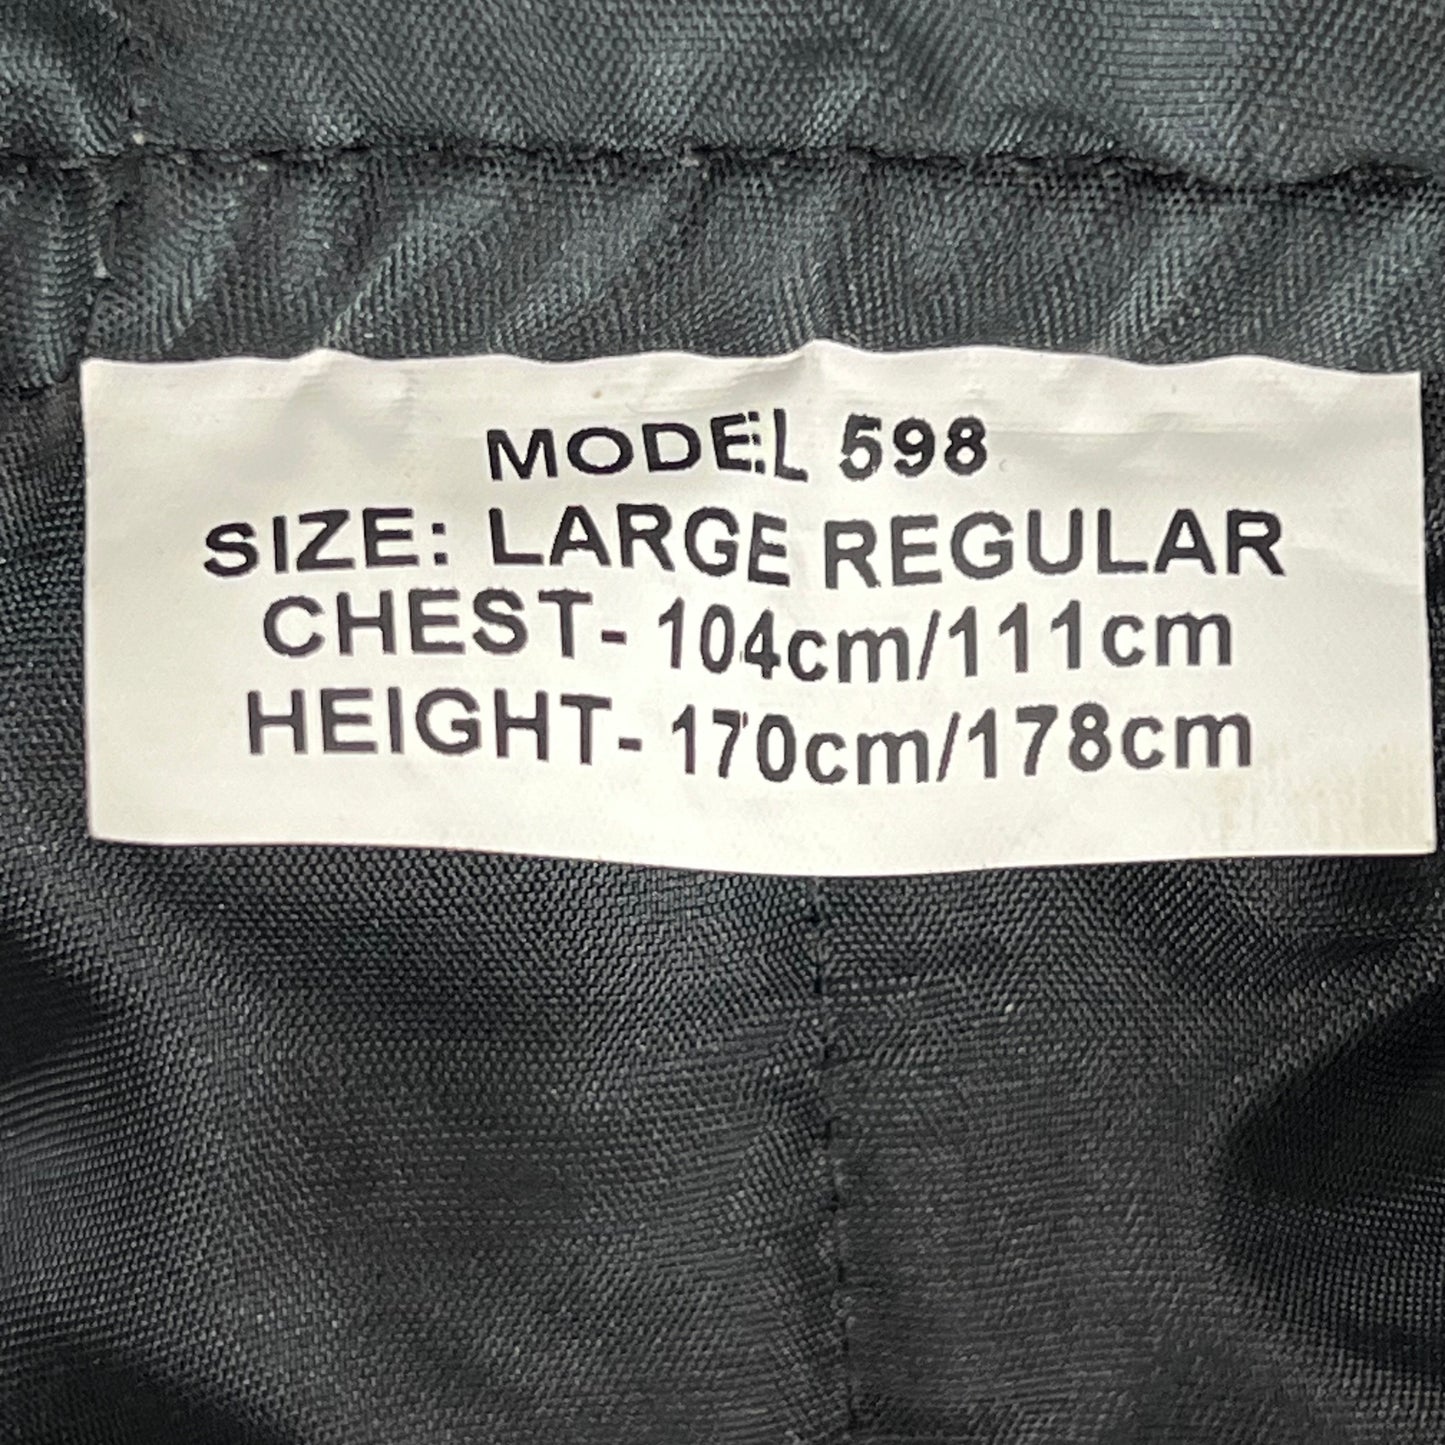 MODEL 598
SIZE: LARGE REGULAR
CHEST- 104cm/111cm
HEIGHT- 170cm/178cm